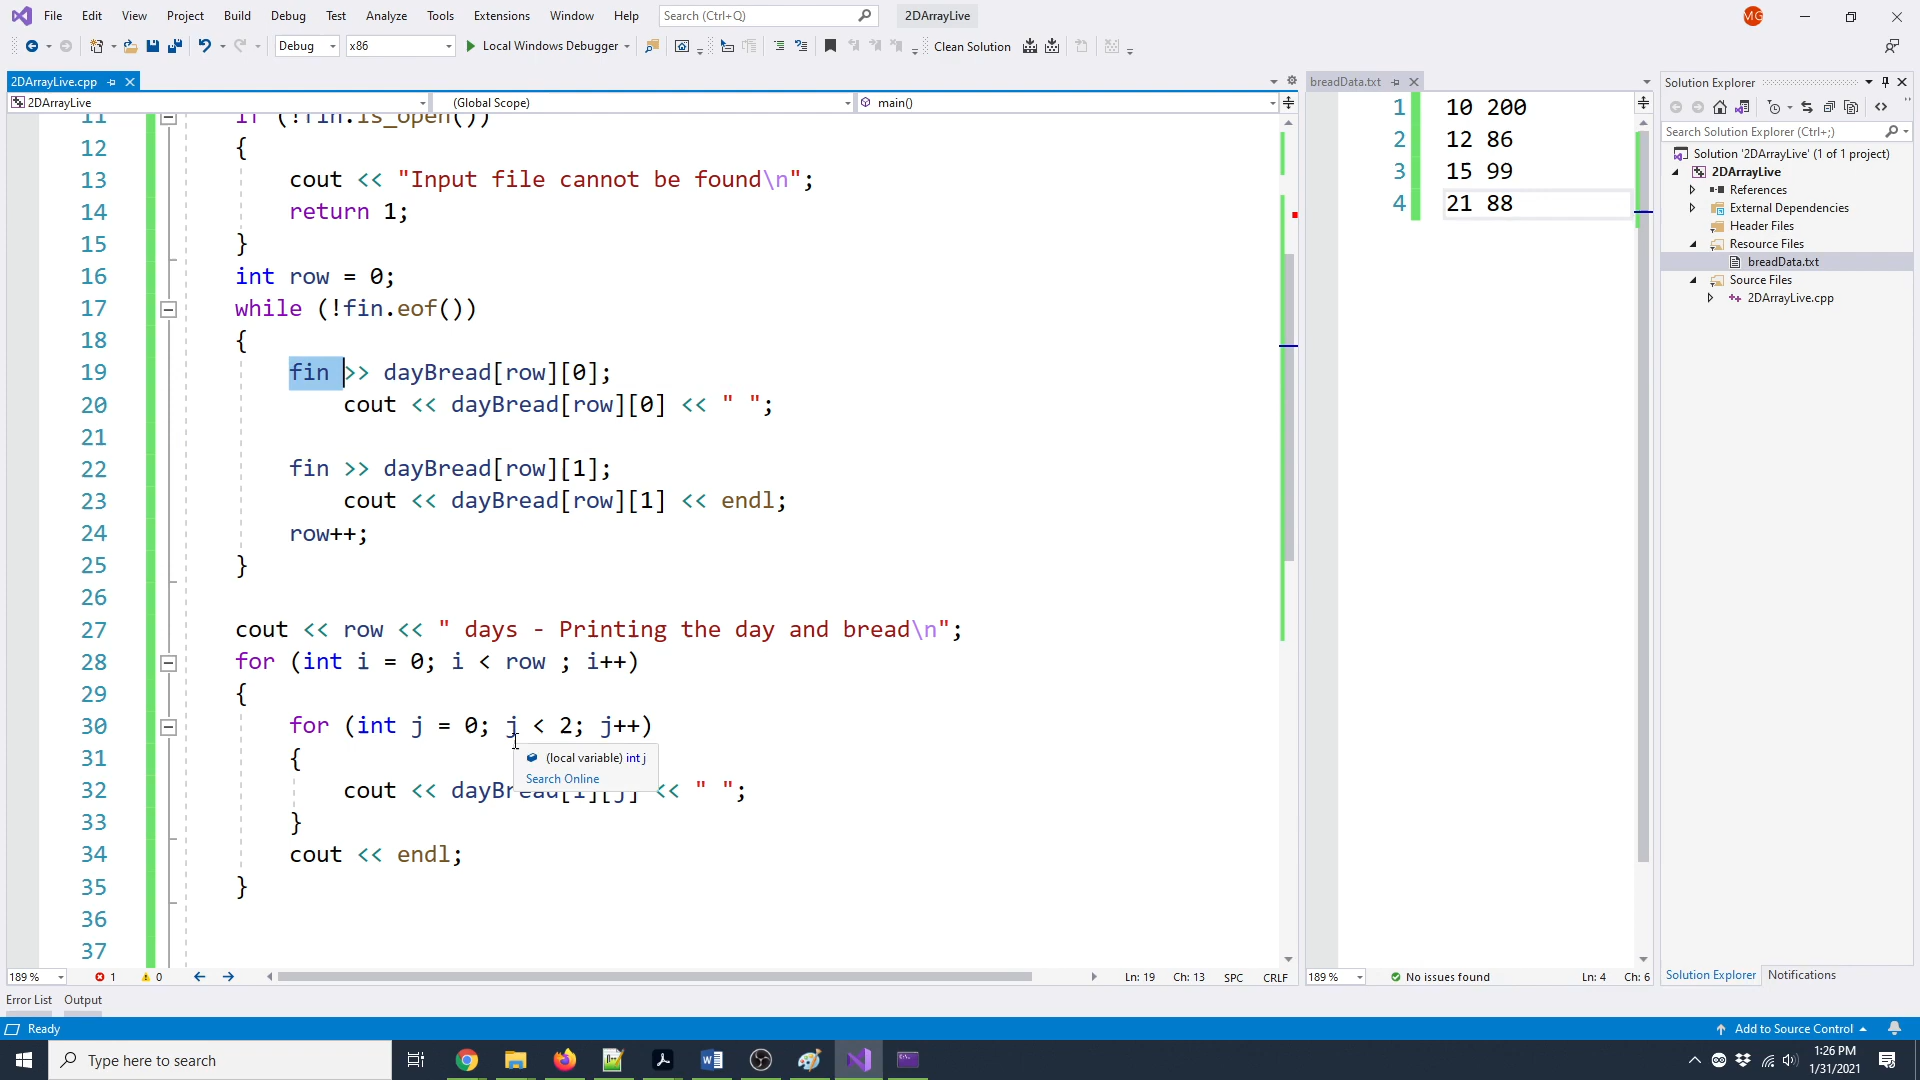 File Edit View Project Build Debug Test Analyze Tools Extensions Window Help Search (Ctrl+Q) 2DArrayLive MG
Debug x86 Local Windows Debugger Clean Solution
2DArrayLive.cpp
2DArrayLive (Global Scope) main()
11 if (!fin.is_open())
12 {
13 cout << "Input file cannot be found\n";
14 return 1;
15 }
16 int row = 0;
17 while (!fin.eof())
18 {
19 fin >> dayBread[row][0];
20 cout << dayBread[row][0] << " ";
21
22 fin >> dayBread[row][1];
23 cout << dayBread[row][1] << endl;
24 row++;
25 }
26
27 cout << row << " days - Printing the day and bread\n";
28 for (int i = 0; i < row ; i++)
29 {
30 for (int j = 0; j < 2; j++)
31 {
(local variable) int j
Search Online
32 cout << dayBread[i][j] << " ";
33 }
34 cout << endl;
35 }
36
37
189 % 1 0 Ln: 19 Ch: 13 SPC CRLF
breadData.txt
1 10 200
2 12 86
3 15 99
4 21 88
189 % No issues found Ln: 4 Ch: 6
Solution Explorer
Search Solution Explorer (Ctrl+;)
Solution '2DArrayLive' (1 of 1 project)
2DArrayLive
References
External Dependencies
Header Files
Resource Files
breadData.txt
Source Files
2DArrayLive.cpp
Solution Explorer Notifications
Error List Output
Ready Add to Source Control
Type here to search
1:26 PM
1/31/2021